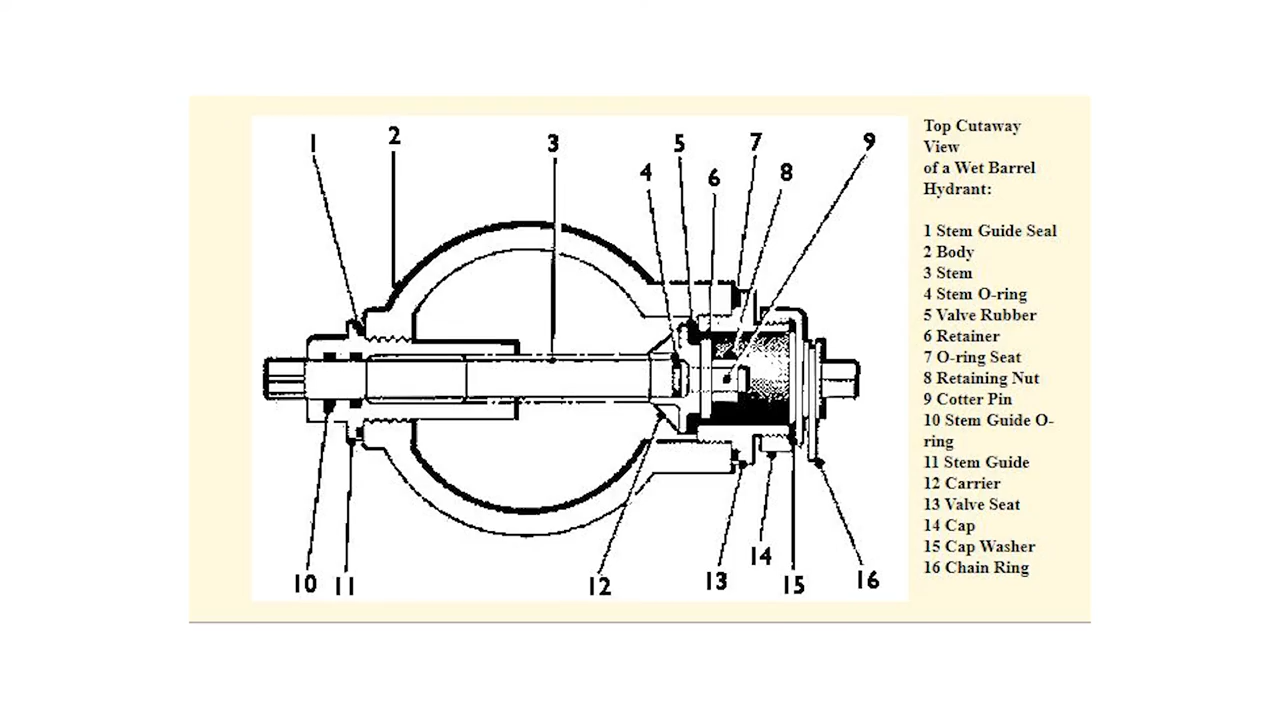 1
2
3
4
5
6
7
8
9
10
11
12
13
14
15
16
Top Cutaway
View
of a Wet Barrel
Hydrant:
1 Stem Guide Seal
2 Body
3 Stem
4 Stem O-ring
5 Valve Rubber
6 Retainer
7 O-ring Seat
8 Retaining Nut
9 Cotter Pin
10 Stem Guide O-
ring
11 Stem Guide
12 Carrier
13 Valve Seat
14 Cap
15 Cap Washer
16 Chain Ring